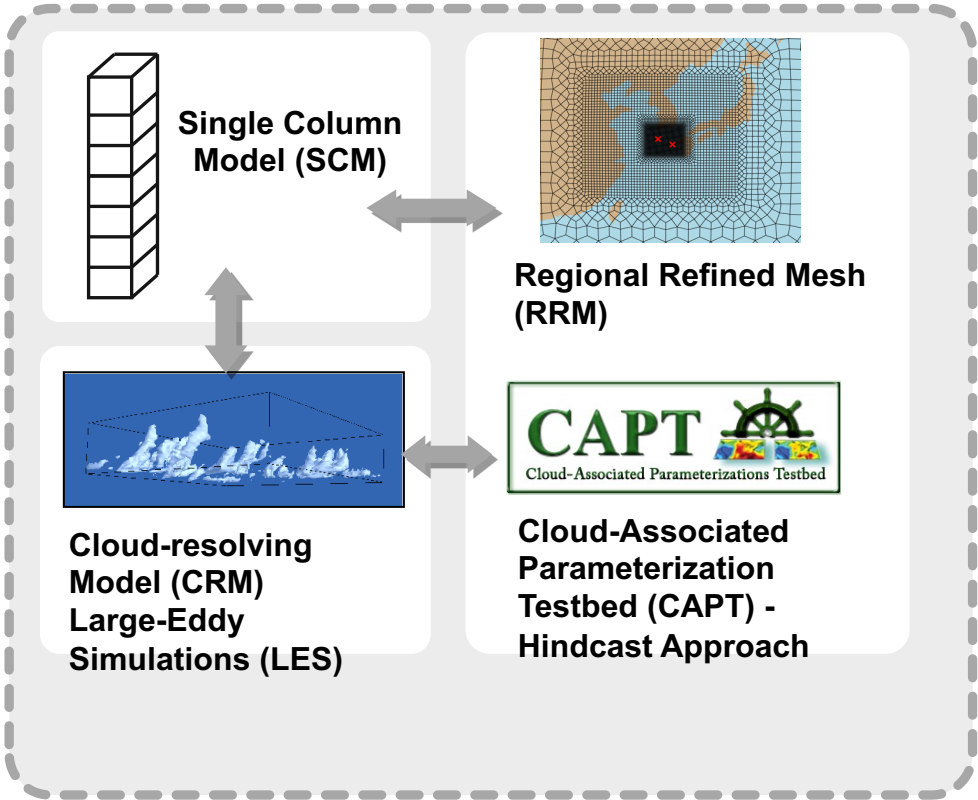 Single Column
Model (SCM)
Regional Refined Mesh
(RRM)
CAPT
Cloud-Associated Parameterizations Testbed
Cloud-resolving
Model (CRM)
Large-Eddy
Simulations (LES)
Cloud-Associated
Parameterization
Testbed (CAPT) -
Hindcast Approach